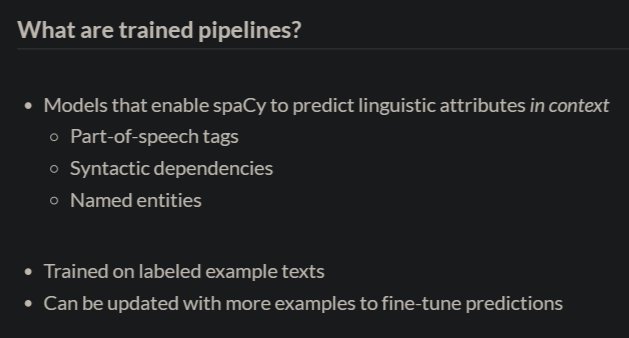 What are trained pipelines?
• Models that enable spaCy to predict linguistic attributes in context
○ Part-of-speech tags
○ Syntactic dependencies
○ Named entities
• Trained on labeled example texts
• Can be updated with more examples to fine-tune predictions